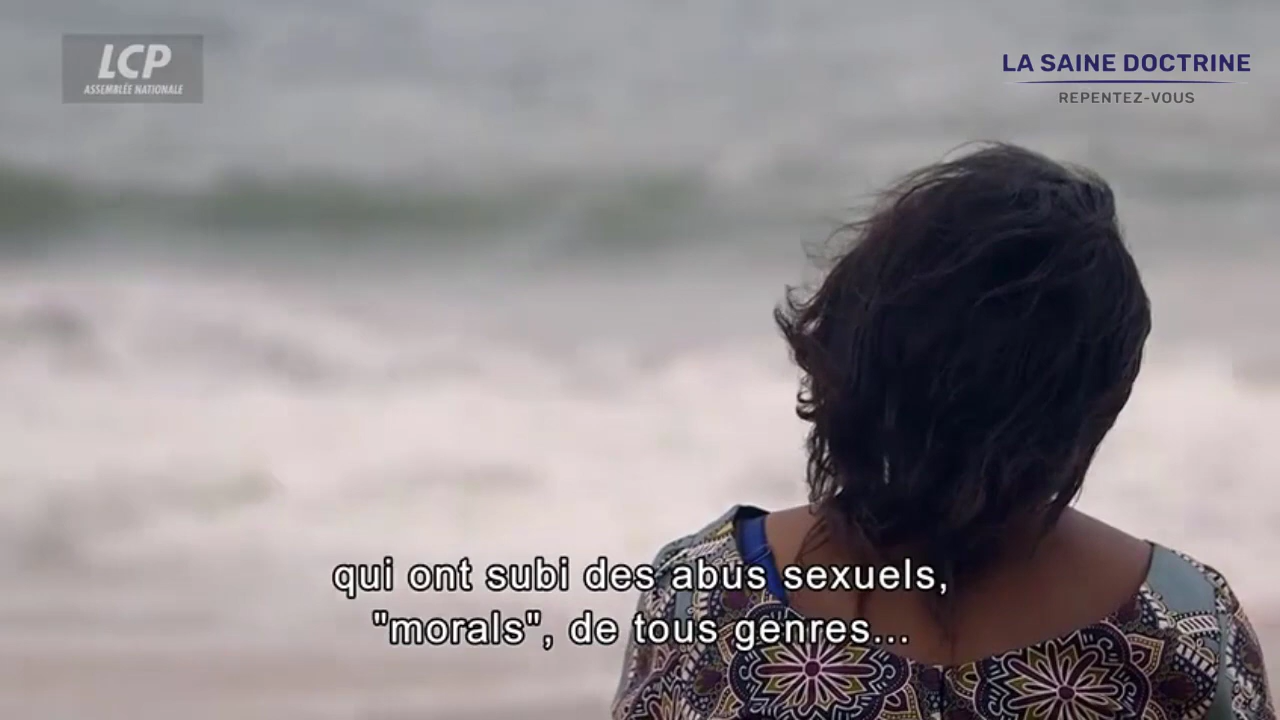 LCP
ASSEMBLÉE NATIONALE
LA SAINE DOCTRINE
REPENTEZ-VOUS
qui ont subi des abus sexuels,
"morals", de tous genres...